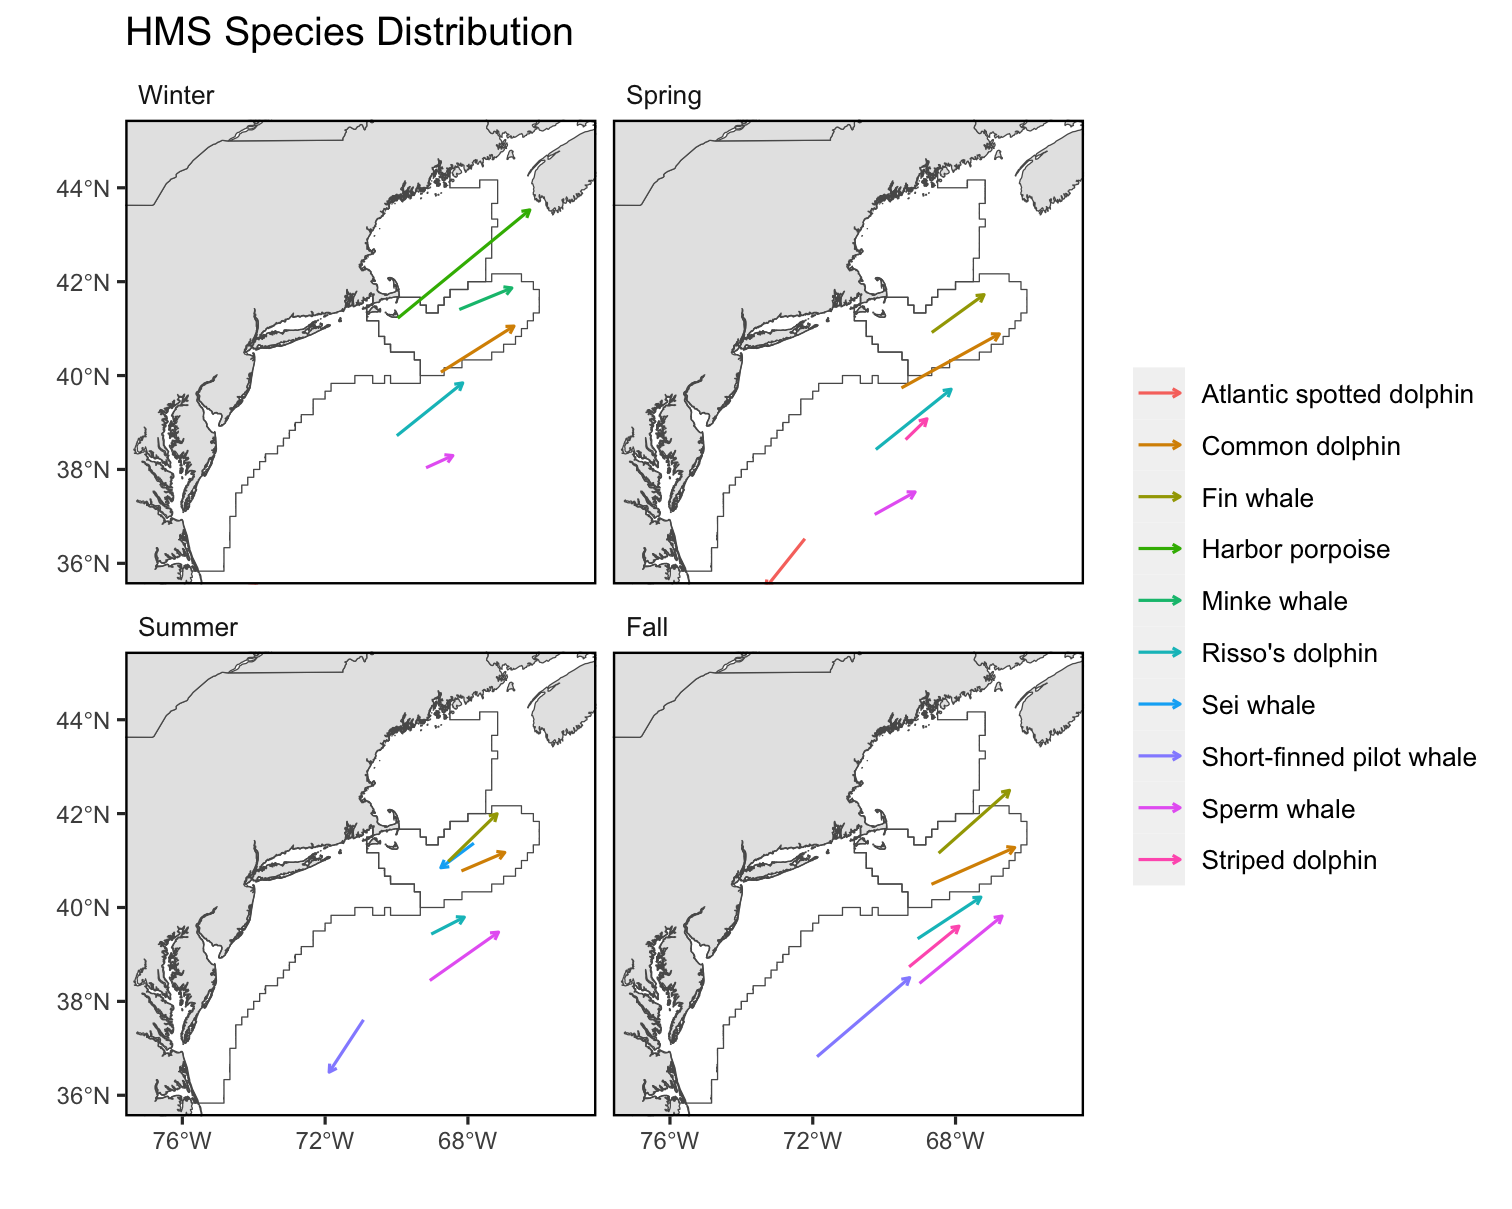 HMS Species Distribution
Winter
Spring
44°N
42°N
40°N
38°N
36°N
Summer
Fall
44°N
42°N
40°N
38°N
36°N
76°W
72°W
68°W
76°W
72°W
68°W
Atlantic spotted dolphin
Common dolphin
Fin whale
Harbor porpoise
Minke whale
Risso's dolphin
Sei whale
Short-finned pilot whale
Sperm whale
Striped dolphin